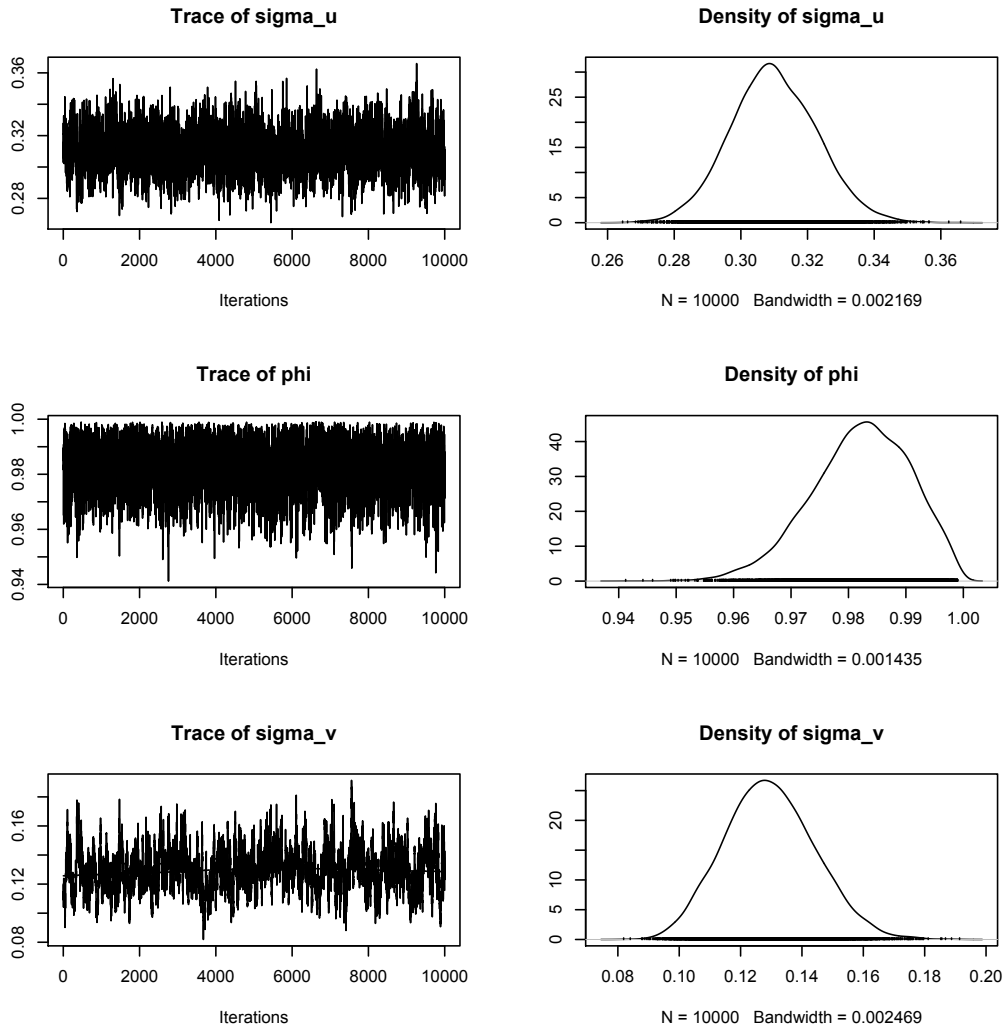 Trace of sigma_u
0.28 0.32 0.36
0 2000 4000 6000 8000 10000
Iterations
Density of sigma_u
0 5 15 25
0.26 0.28 0.30 0.32 0.34 0.36
N = 10000 Bandwidth = 0.002169
Trace of phi
0.94 0.96 0.98 1.00
0 2000 4000 6000 8000 10000
Iterations
Density of phi
0 10 20 30 40
0.94 0.95 0.96 0.97 0.98 0.99 1.00
N = 10000 Bandwidth = 0.001435
Trace of sigma_v
0.08 0.12 0.16
0 2000 4000 6000 8000 10000
Iterations
Density of sigma_v
0 5 10 20
0.08 0.10 0.12 0.14 0.16 0.18 0.20
N = 10000 Bandwidth = 0.002469